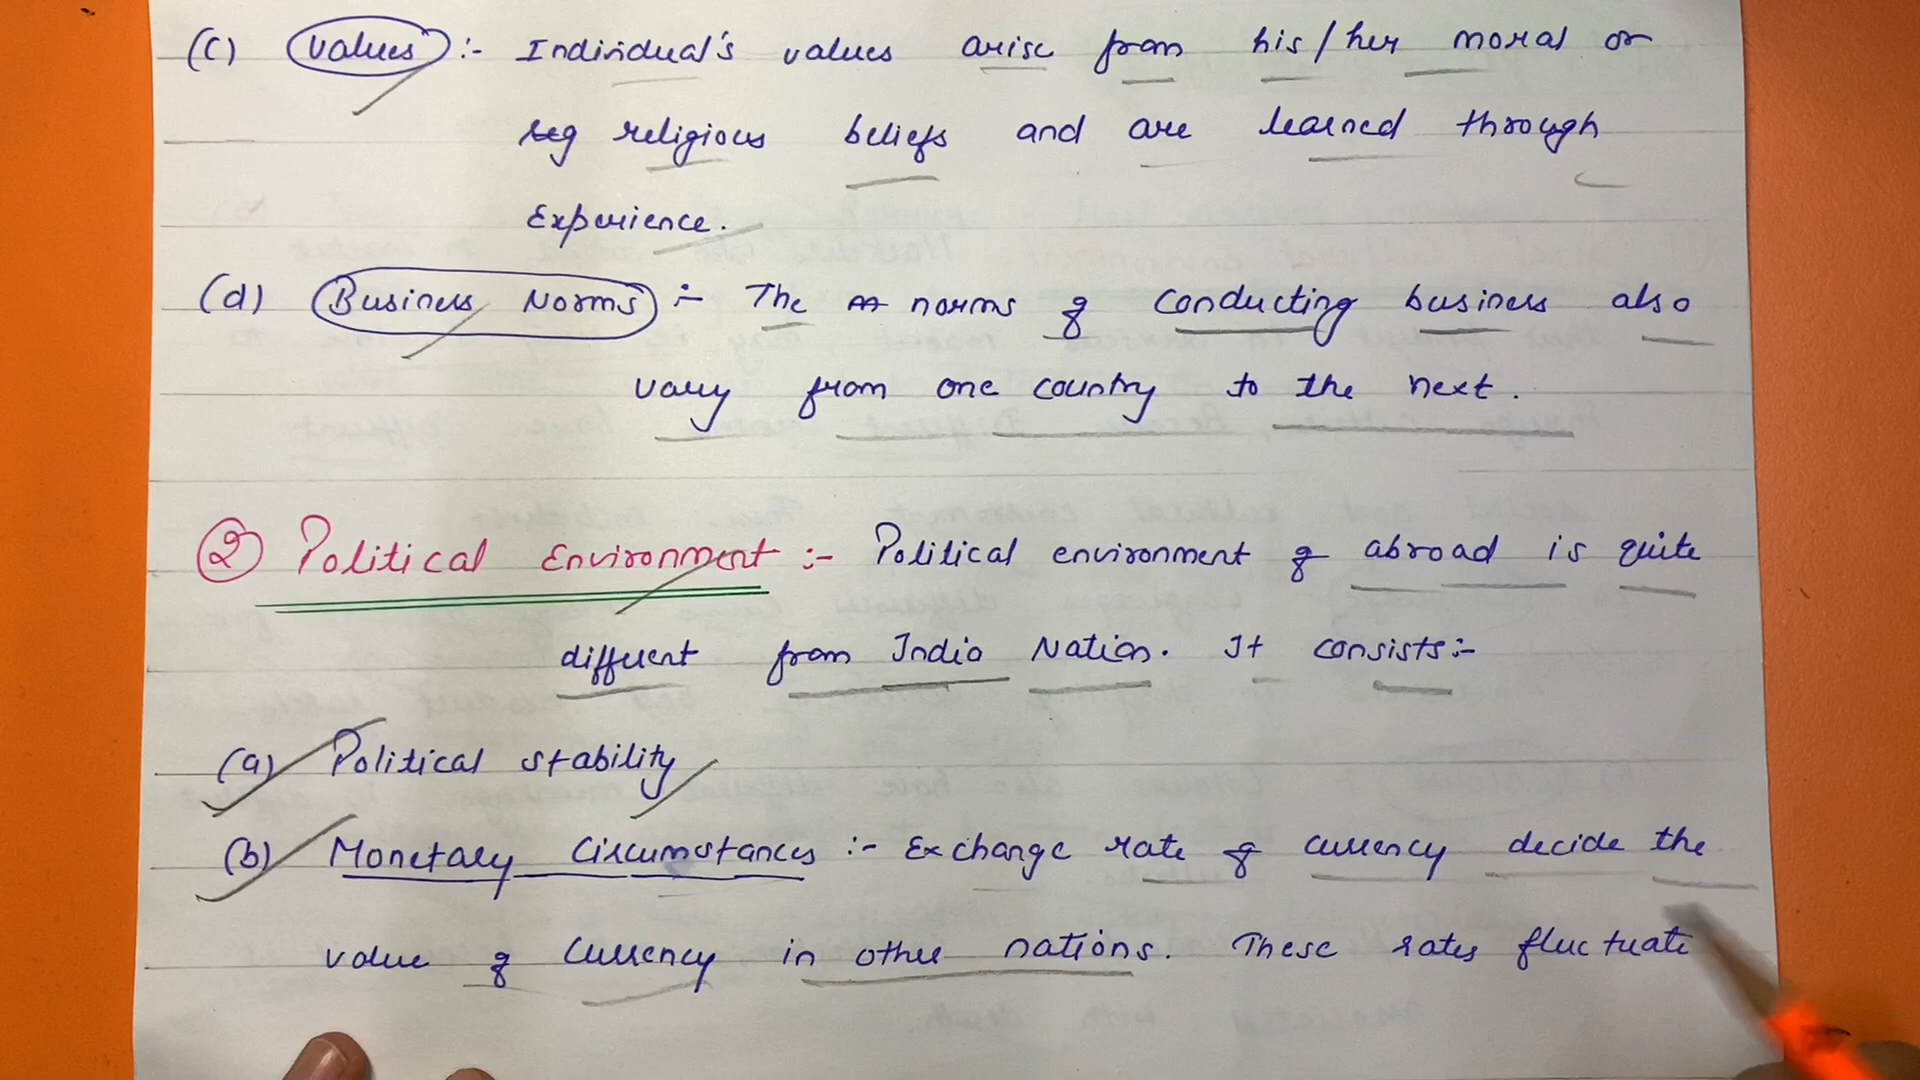 (c) Values :- Individual's values arise from his/her moral or
religious beliefs and are learned through
Experience.
(d) Business Norms :- The norms of conducting business also
vary from one country to the next.
② Political Environment :- Political environment of abroad is quite
different from India Nation. It consists:-
(a) Political stability
(b) Monetary Circumstances :- Exchange rate of currency decide the
value of currency in other nations. These rates fluctuate